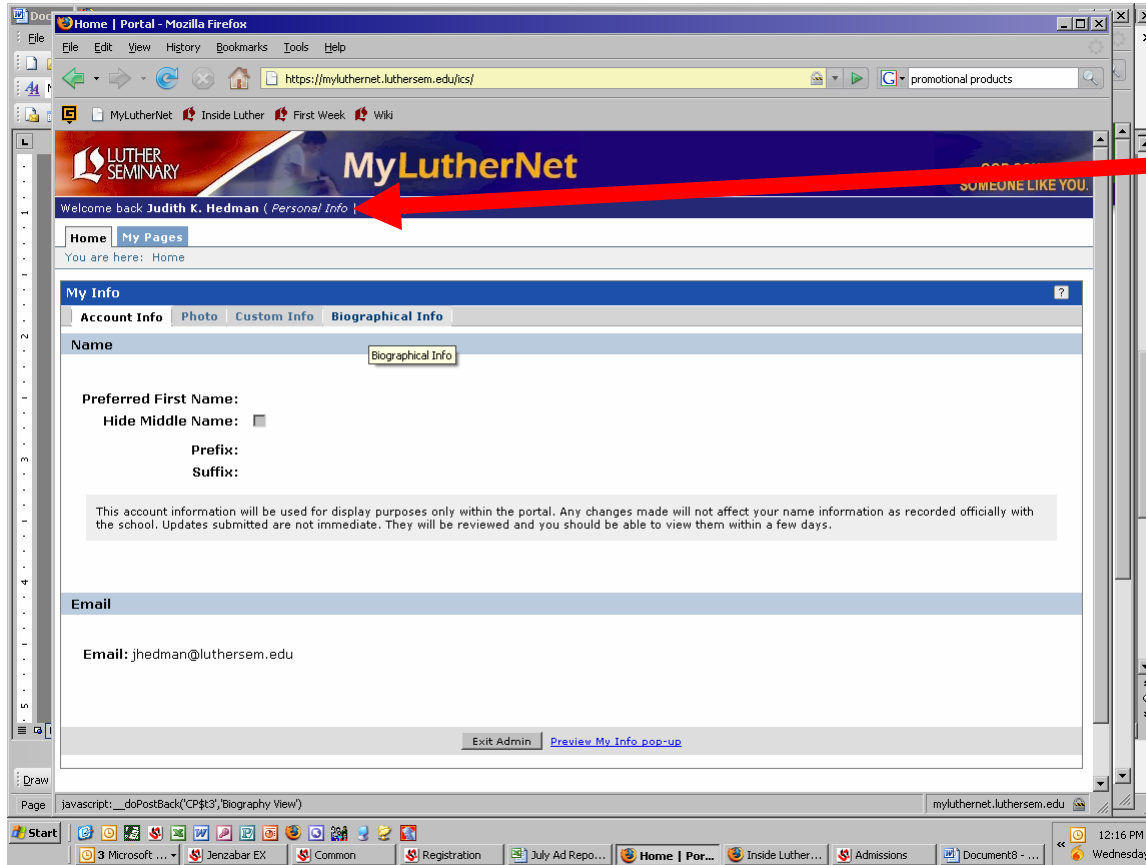 Doc
Home | Portal - Mozilla Firefox
File
File Edit View History Bookmarks Tools Help
https://myluthernet.luthersem.edu/ics/
G promotional products
MyLutherNet Inside Luther First Week Wiki
LUTHER
SEMINARY
MyLutherNet
SOMEONE LIKE YOU.
Welcome back Judith K. Hedman ( Personal Info
Home My Pages
You are here: Home
My Info ?
Account Info Photo Custom Info Biographical Info
Name
Biographical Info
Preferred First Name:
Hide Middle Name:
Prefix:
Suffix:
This account information will be used for display purposes only within the portal. Any changes made will not affect your name information as recorded officially with
the school. Updates submitted are not immediate. They will be reviewed and you should be able to view them within a few days.
Email
Email: jhedman@luthersem.edu
Exit Admin Preview My Info pop-up
Draw
Page
javascript:__doPostBack('CP$t3','Biography View') myluthernet.luthersem.edu
Start
12:16 PM
3 Microsoft ... Jenzabar EX Common Registration July Ad Repo... Home | Por... Inside Luther... Admissions Document8 - ...
Wednesday